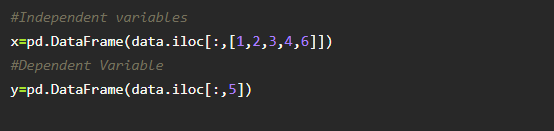 #Independent variables
x=pd.DataFrame(data.iloc[:,[1,2,3,4,6]])
#Dependent Variable
y=pd.DataFrame(data.iloc[:,5])